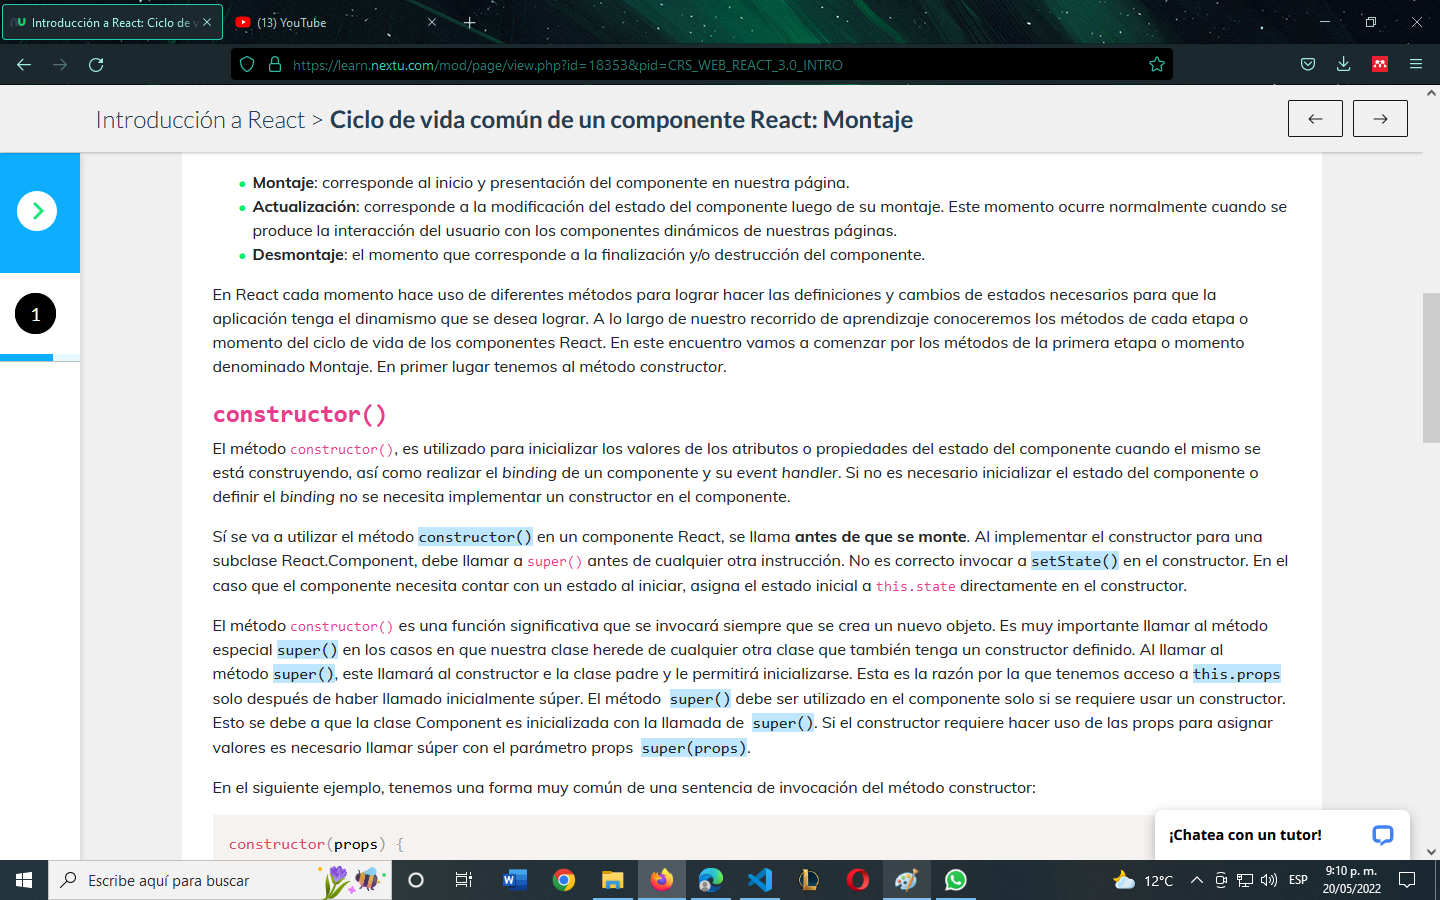 Introducción a React: Ciclo de v
(13) YouTube
https://learn.nextu.com/mod/page/view.php?id=18353&pid=CRS_WEB_REACT_3.0_INTRO
Introducción a React > Ciclo de vida común de un componente React: Montaje
1
Montaje: corresponde al inicio y presentación del componente en nuestra página.
Actualización: corresponde a la modificación del estado del componente luego de su montaje. Este momento ocurre normalmente cuando se
produce la interacción del usuario con los componentes dinámicos de nuestras páginas.
Desmontaje: el momento que corresponde a la finalización y/o destrucción del componente.
En React cada momento hace uso de diferentes métodos para lograr hacer las definiciones y cambios de estados necesarios para que la
aplicación tenga el dinamismo que se desea lograr. A lo largo de nuestro recorrido de aprendizaje conoceremos los métodos de cada etapa o
momento del ciclo de vida de los componentes React. En este encuentro vamos a comenzar por los métodos de la primera etapa o momento
denominado Montaje. En primer lugar tenemos al método constructor.
constructor()
El método constructor(), es utilizado para inicializar los valores de los atributos o propiedades del estado del componente cuando el mismo se
está construyendo, así como realizar el binding de un componente y su event handler. Si no es necesario inicializar el estado del componente o
definir el binding no se necesita implementar un constructor en el componente.
Sí se va a utilizar el método constructor() en un componente React, se llama antes de que se monte. Al implementar el constructor para una
subclase React.Component, debe llamar a super() antes de cualquier otra instrucción. No es correcto invocar a setState() en el constructor. En el
caso que el componente necesita contar con un estado al iniciar, asigna el estado inicial a this.state directamente en el constructor.
El método constructor() es una función significativa que se invocará siempre que se crea un nuevo objeto. Es muy importante llamar al método
especial super() en los casos en que nuestra clase herede de cualquier otra clase que también tenga un constructor definido. Al llamar al
método super(), este llamará al constructor e la clase padre y le permitirá inicializarse. Esta es la razón por la que tenemos acceso a this.props
solo después de haber llamado inicialmente súper. El método super() debe ser utilizado en el componente solo si se requiere usar un constructor.
Esto se debe a que la clase Component es inicializada con la llamada de super(). Si el constructor requiere hacer uso de las props para asignar
valores es necesario llamar súper con el parámetro props super(props).
En el siguiente ejemplo, tenemos una forma muy común de una sentencia de invocación del método constructor:
constructor(props) {
¡Chatea con un tutor!
Escribe aquí para buscar
12°C
ESP
9:10 p. m.
20/05/2022